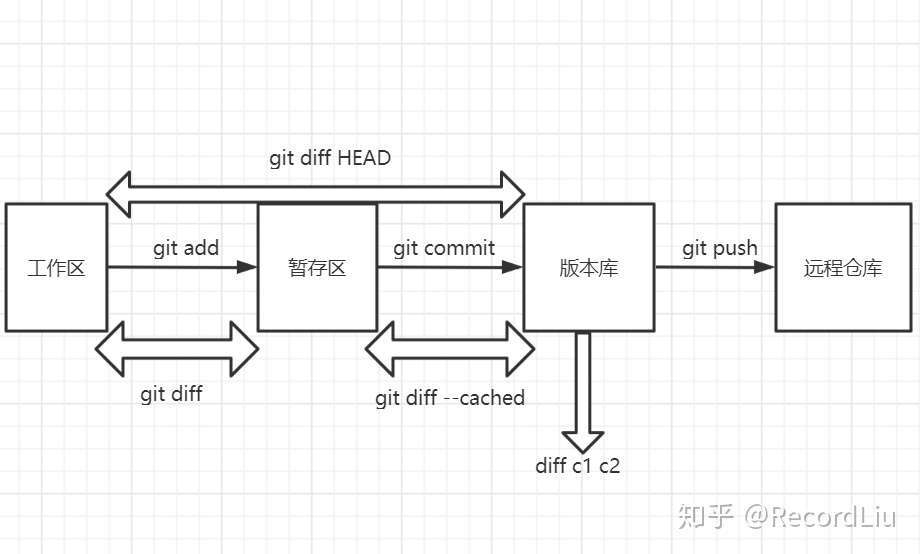 git diff HEAD
工作区
git add
暂存区
git commit
版本库
git push
远程仓库
git diff
git diff --cached
diff c1 c2
知乎 @RecordLiu